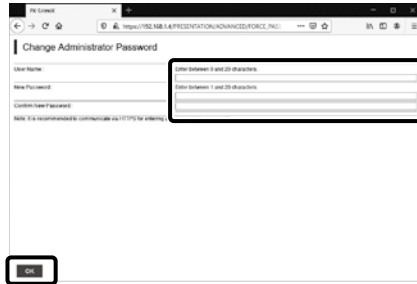 https://192.168.1.4/PRESENTATION/ADVANCED/FORCE_PAS
Change Administrator Password
User Name :
Enter between 0 and 20 characters.
New Password :
Enter between 1 and 20 characters.
Confirm New Password :
Note: It is recommended to communicate via HTTPS for entering
OK